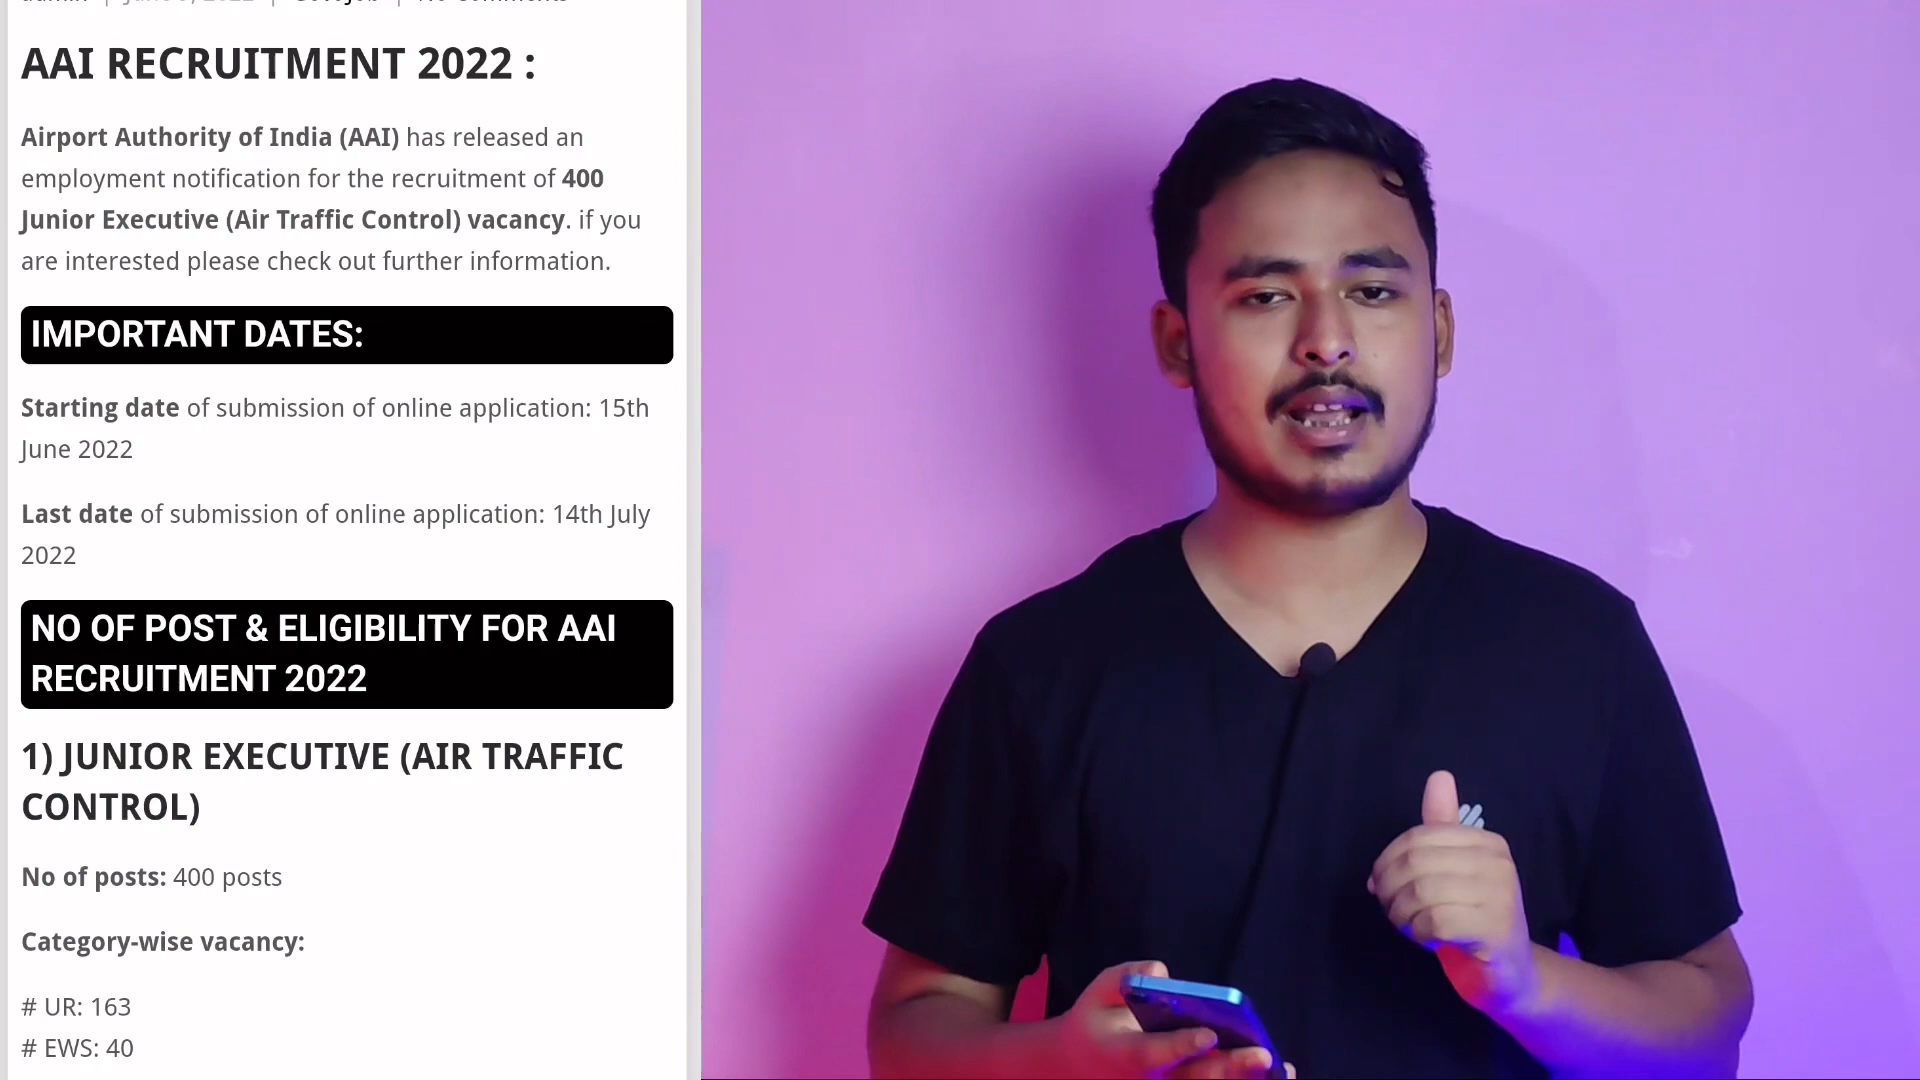 AAI RECRUITMENT 2022 :
Airport Authority of India (AAI) has released an
employment notification for the recruitment of 400
Junior Executive (Air Traffic Control) vacancy. if you
are interested please check out further information.
IMPORTANT DATES:
Starting date of submission of online application: 15th
June 2022
Last date of submission of online application: 14th July
2022
NO OF POST & ELIGIBILITY FOR AAI
RECRUITMENT 2022
1) JUNIOR EXECUTIVE (AIR TRAFFIC
CONTROL)
No of posts: 400 posts
Category-wise vacancy:
# UR: 163
# EWS: 40